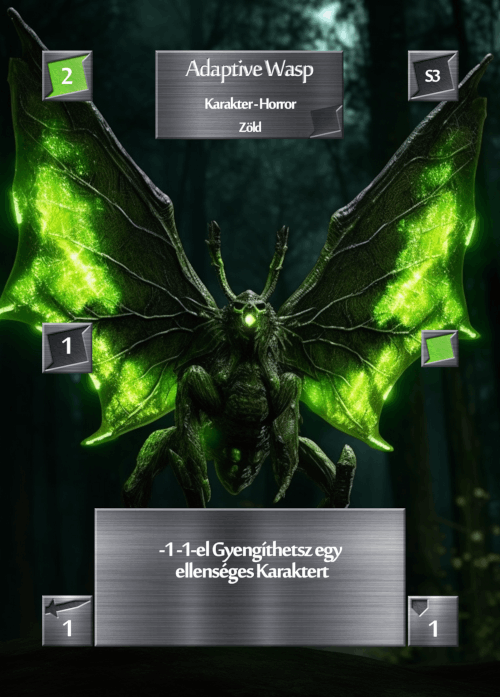 2
Adaptive Wasp
S3
Karakter - Horror
Zöld
1
-1 -1-el Gyengíthetsz egy
ellenséges Karaktert
1
1